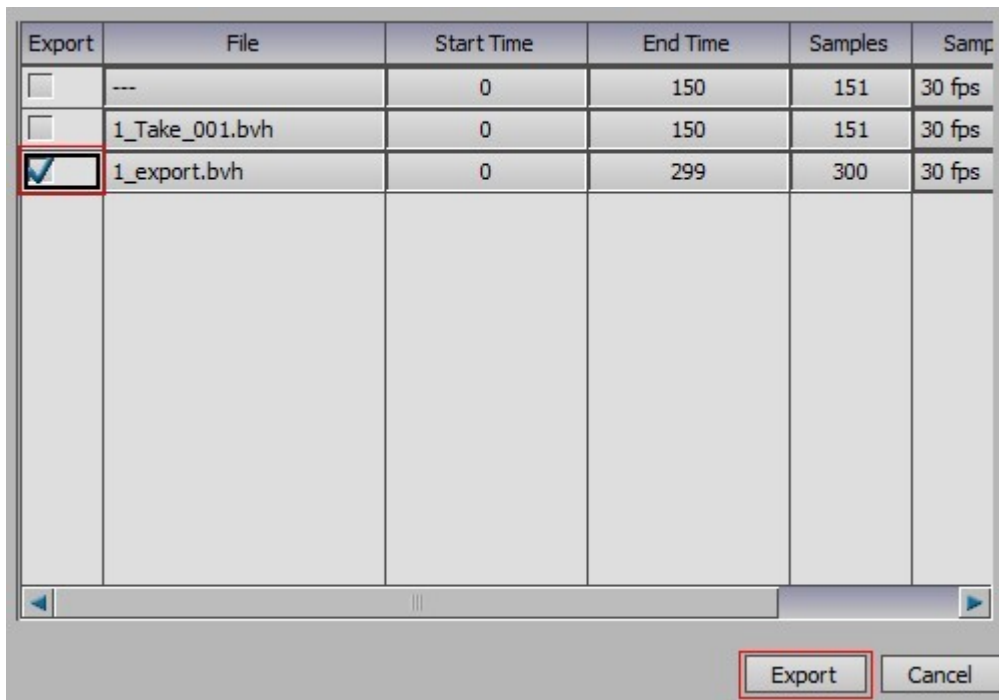 Export File Start Time End Time Samples Samp
--- 0 150 151 30 fps
1_Take_001.bvh 0 150 151 30 fps
1_export.bvh 0 299 300 30 fps
Export Cancel